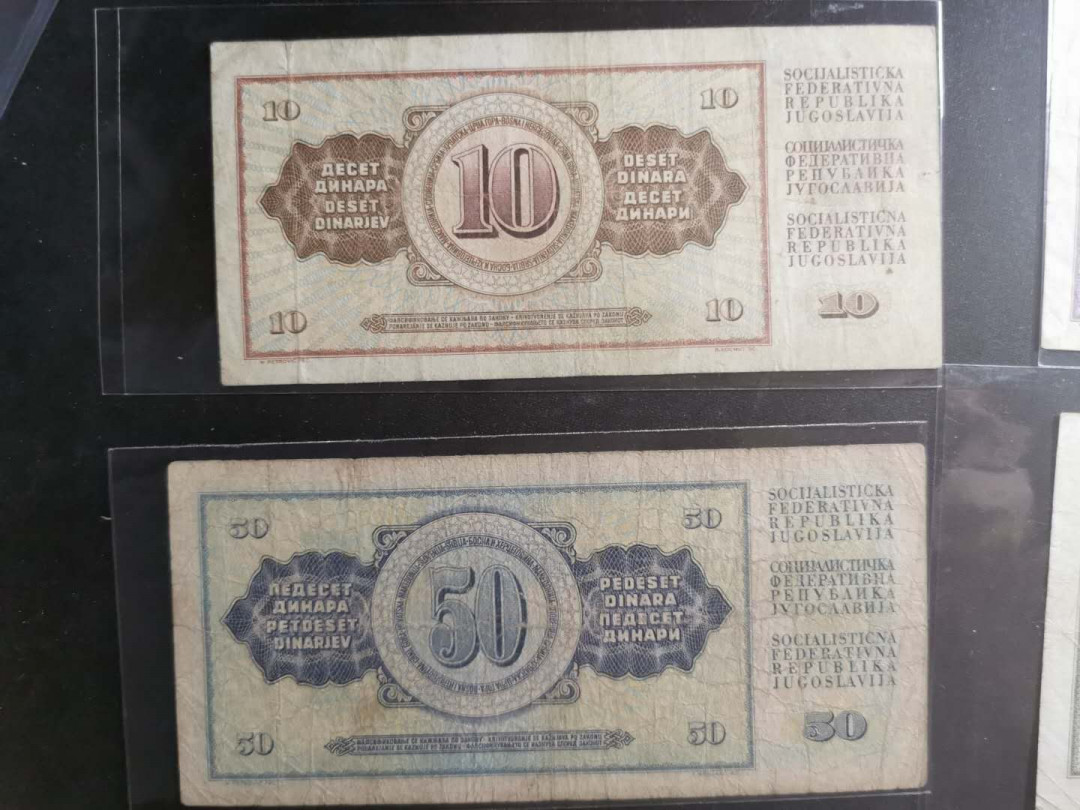 10
10
ДЕСЕТ
ДИНАРА
DESET
DINARJEV
10
DESET
DINARA
ДЕСЕТ
ДИНАРИ
10
10
SOCIJALISTIČKA
FEDERATIVNA
REPUBLIKA
JUGOSLAVIJA
СОЦИЈАЛИСТИЧКА
ФЕДЕРАТИВНА
РЕПУБЛИКА
ЈУГОСЛАВИЈА
SOCIALISTIČNA
FEDERATIVNA
REPUBLIKA
JUGOSLAVIJA
10
50
50
ПЕДЕСЕТ
ДИНАРА
PETDESET
DINARJEV
50
PEDESET
DINARA
ПЕДЕСЕТ
ДИНАРИ
50
50
SOCIJALISTIČKA
FEDERATIVNA
REPUBLIKA
JUGOSLAVIJA
СОЦИЈАЛИСТИЧКА
ФЕДЕРАТИВНА
РЕПУБЛИКА
ЈУГОСЛАВИЈА
SOCIALISTIČNA
FEDERATIVNA
REPUBLIKA
JUGOSLAVIJA
50